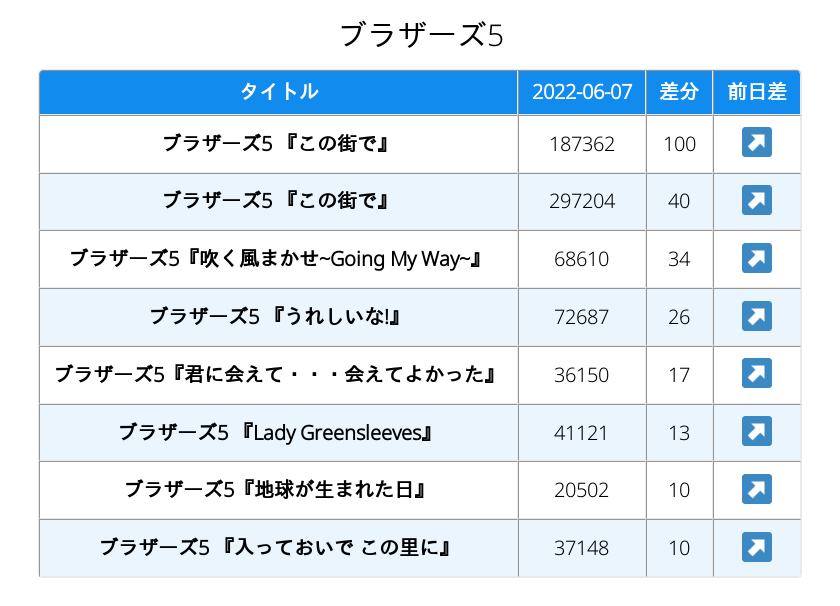 ブラザーズ5
タイトル 2022-06-07 差分 前日差
ブラザーズ5 『この街で』 187362 100 ↗
ブラザーズ5 『この街で』 297204 40 ↗
ブラザーズ5『吹く風まかせ~Going My Way~』 68610 34 ↗
ブラザーズ5 『うれしいな!』 72687 26 ↗
ブラザーズ5『君に会えて・・・会えてよかった』 36150 17 ↗
ブラザーズ5 『Lady Greensleeves』 41121 13 ↗
ブラザーズ5『地球が生まれた日』 20502 10 ↗
ブラザーズ5 『入っておいで この里に』 37148 10 ↗